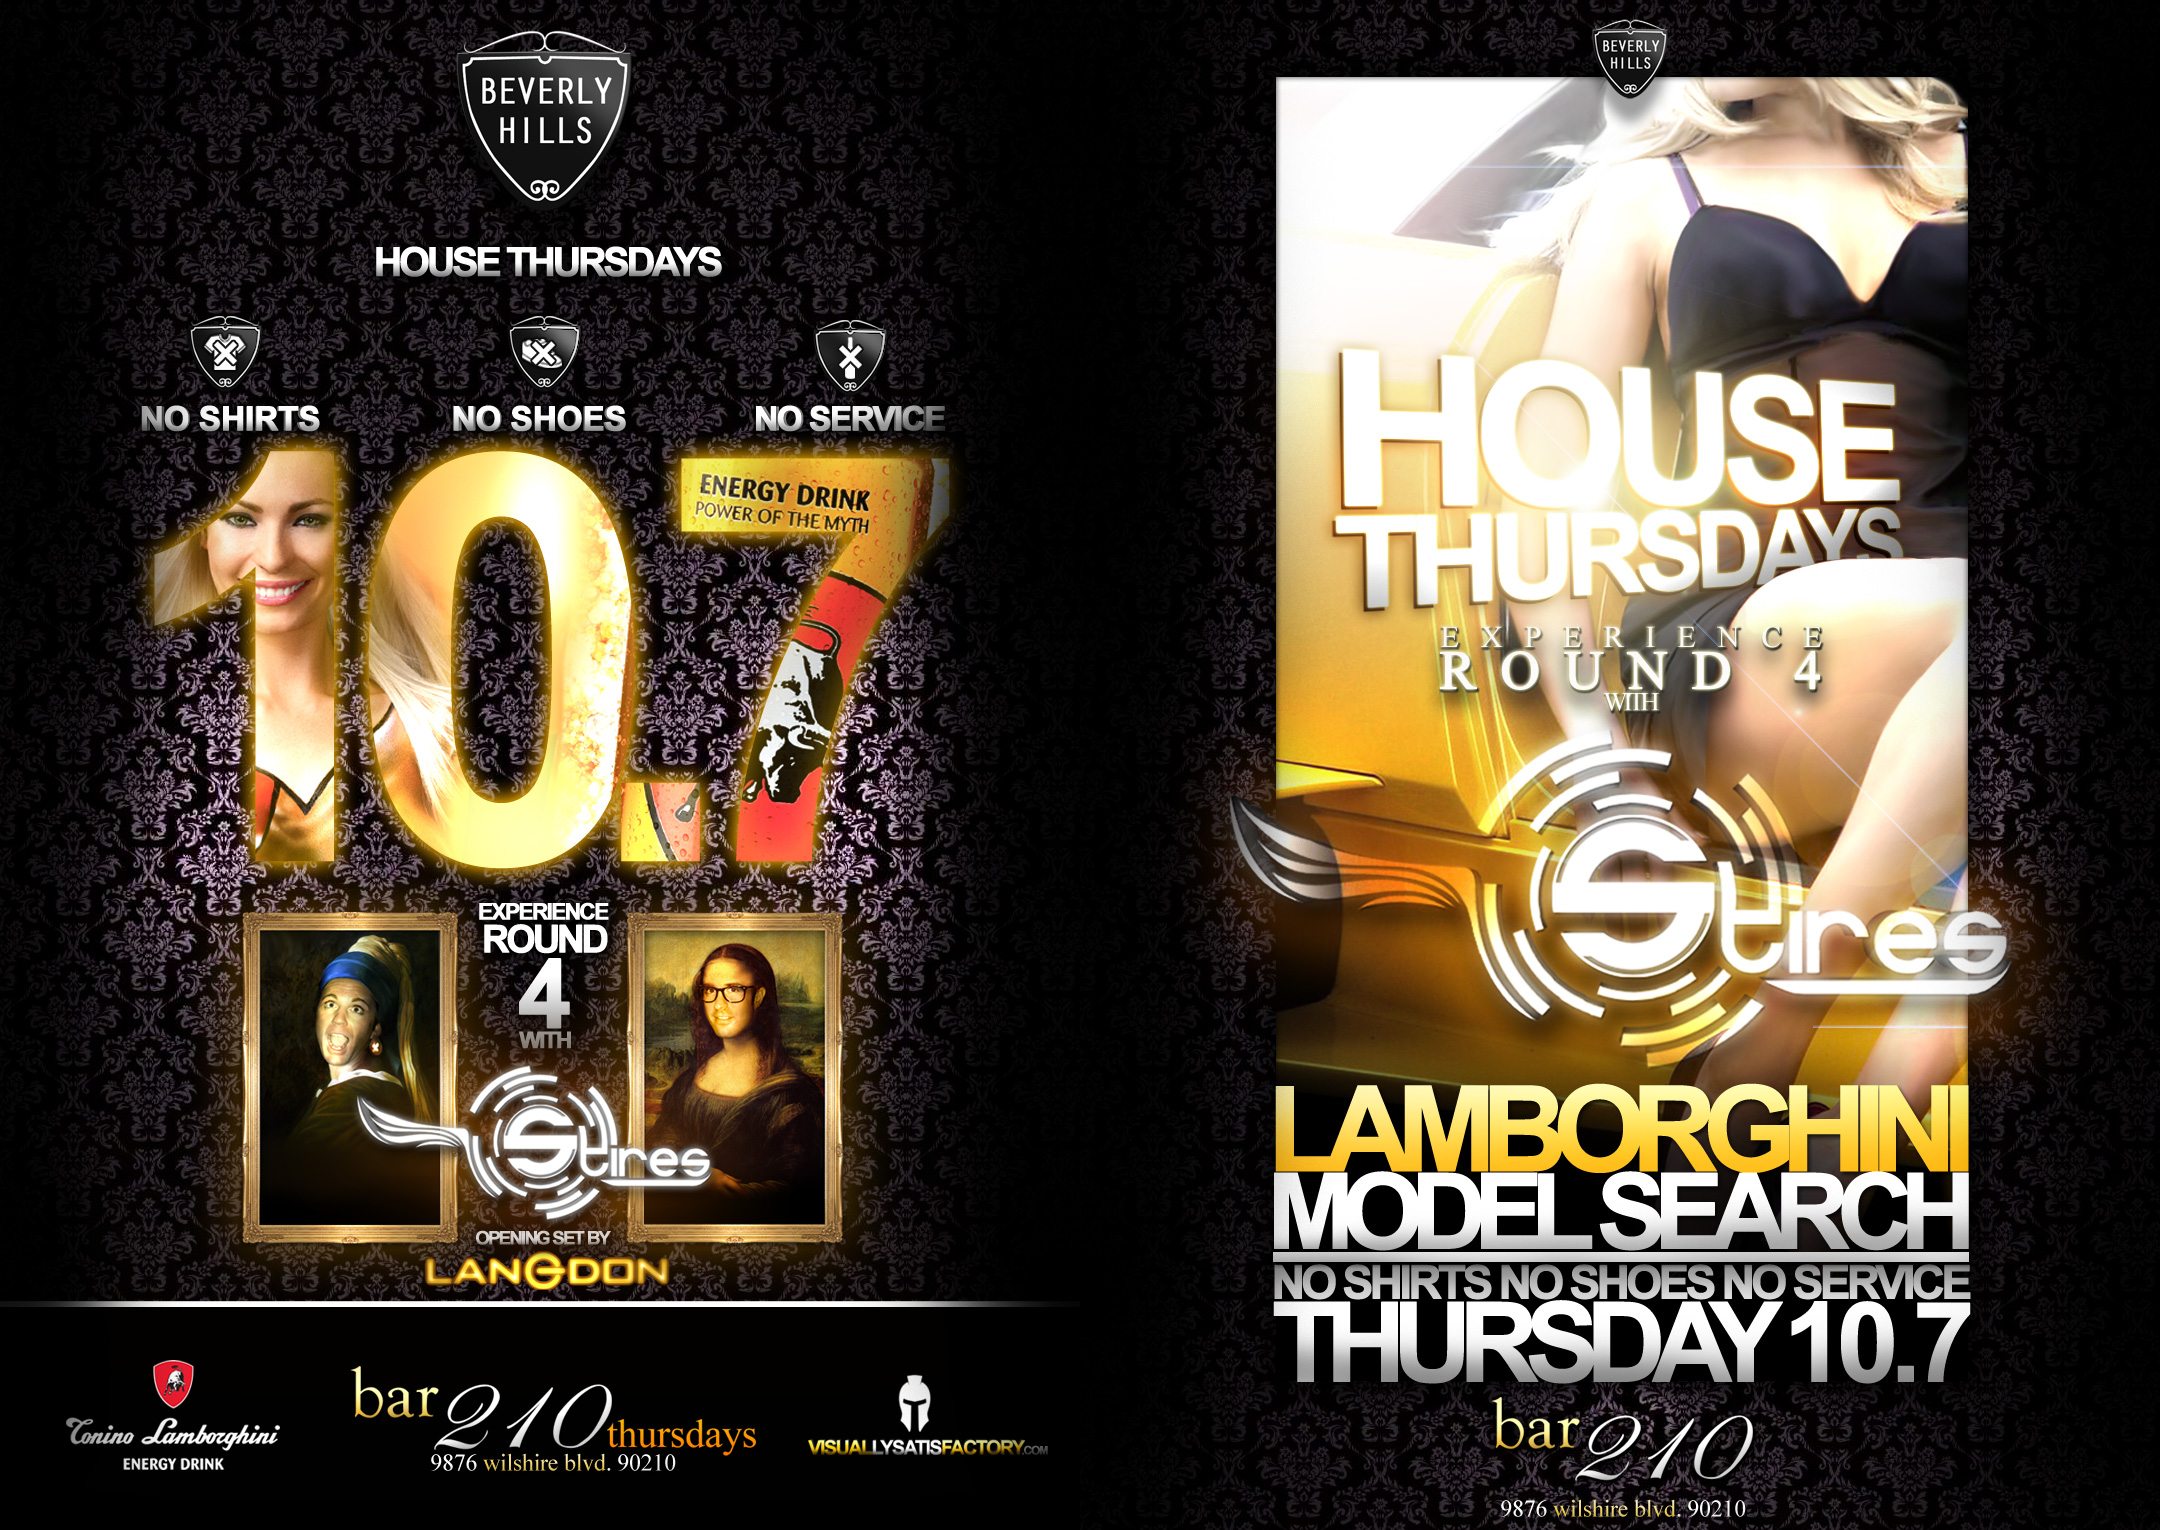 BEVERLY
HILLS
HOUSE THURSDAYS
NO SHIRTS
NO SHOES
NO SERVICE
10.7
ENERGY DRINK
POWER OF THE MYTH
EXPERIENCE
ROUND
4
WITH
Stires
OPENING SET BY
LANGDON
Tonino Lamborghini
ENERGY DRINK
bar 210 thursdays
9876 wilshire blvd. 90210
VISUALLYSATISFACTORY.COM
BEVERLY
HILLS
HOUSE
THURSDAYS
EXPERIENCE
ROUND 4
WITH
Stires
LAMBORGHINI
MODEL SEARCH
NO SHIRTS NO SHOES NO SERVICE
THURSDAY 10.7
bar 210
9876 wilshire blvd. 90210